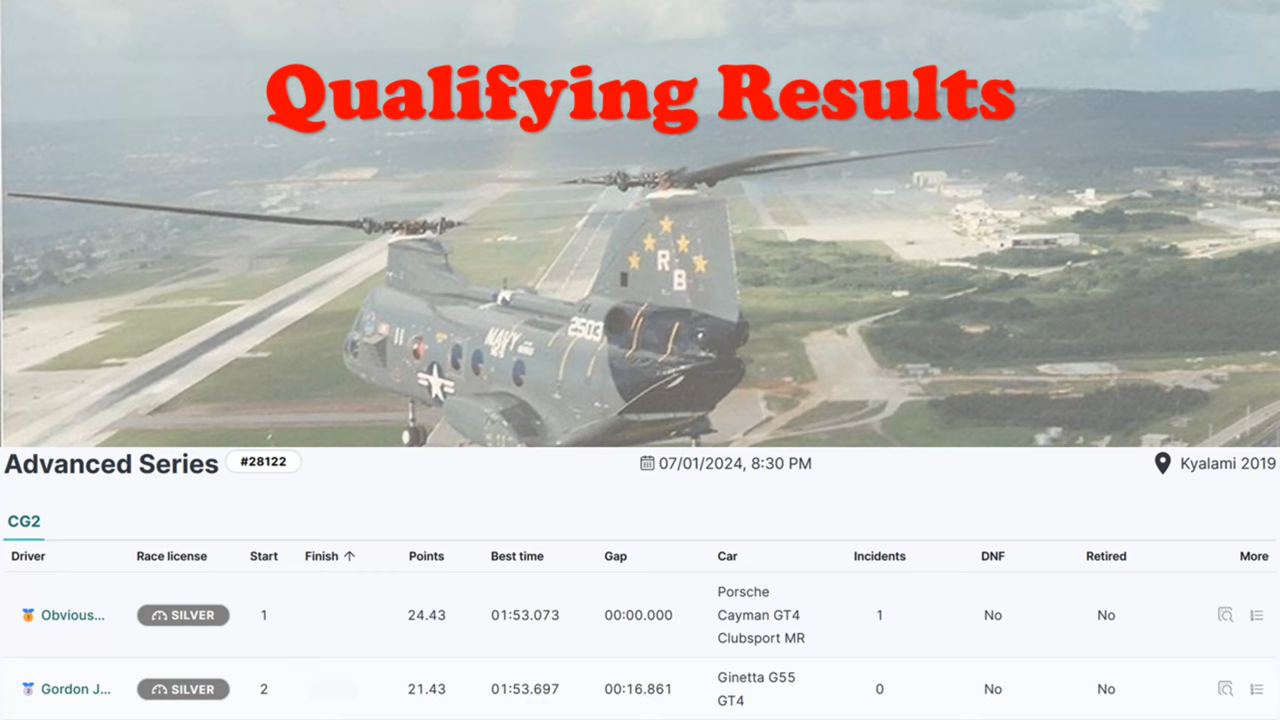 Qualifying Results
R
B
11
NAVY
2503
Advanced Series #28122 07/01/2024, 8:30 PM Kyalami 2019
CG2
Driver Race license Start Finish ↑ Points Best time Gap Car Incidents DNF Retired More
Obvious... SILVER 1 24.43 01:53.073 00:00.000 Porsche
Cayman GT4
Clubsport MR 1 No No
Gordon J... SILVER 2 21.43 01:53.697 00:16.861 Ginetta G55
GT4 0 No No